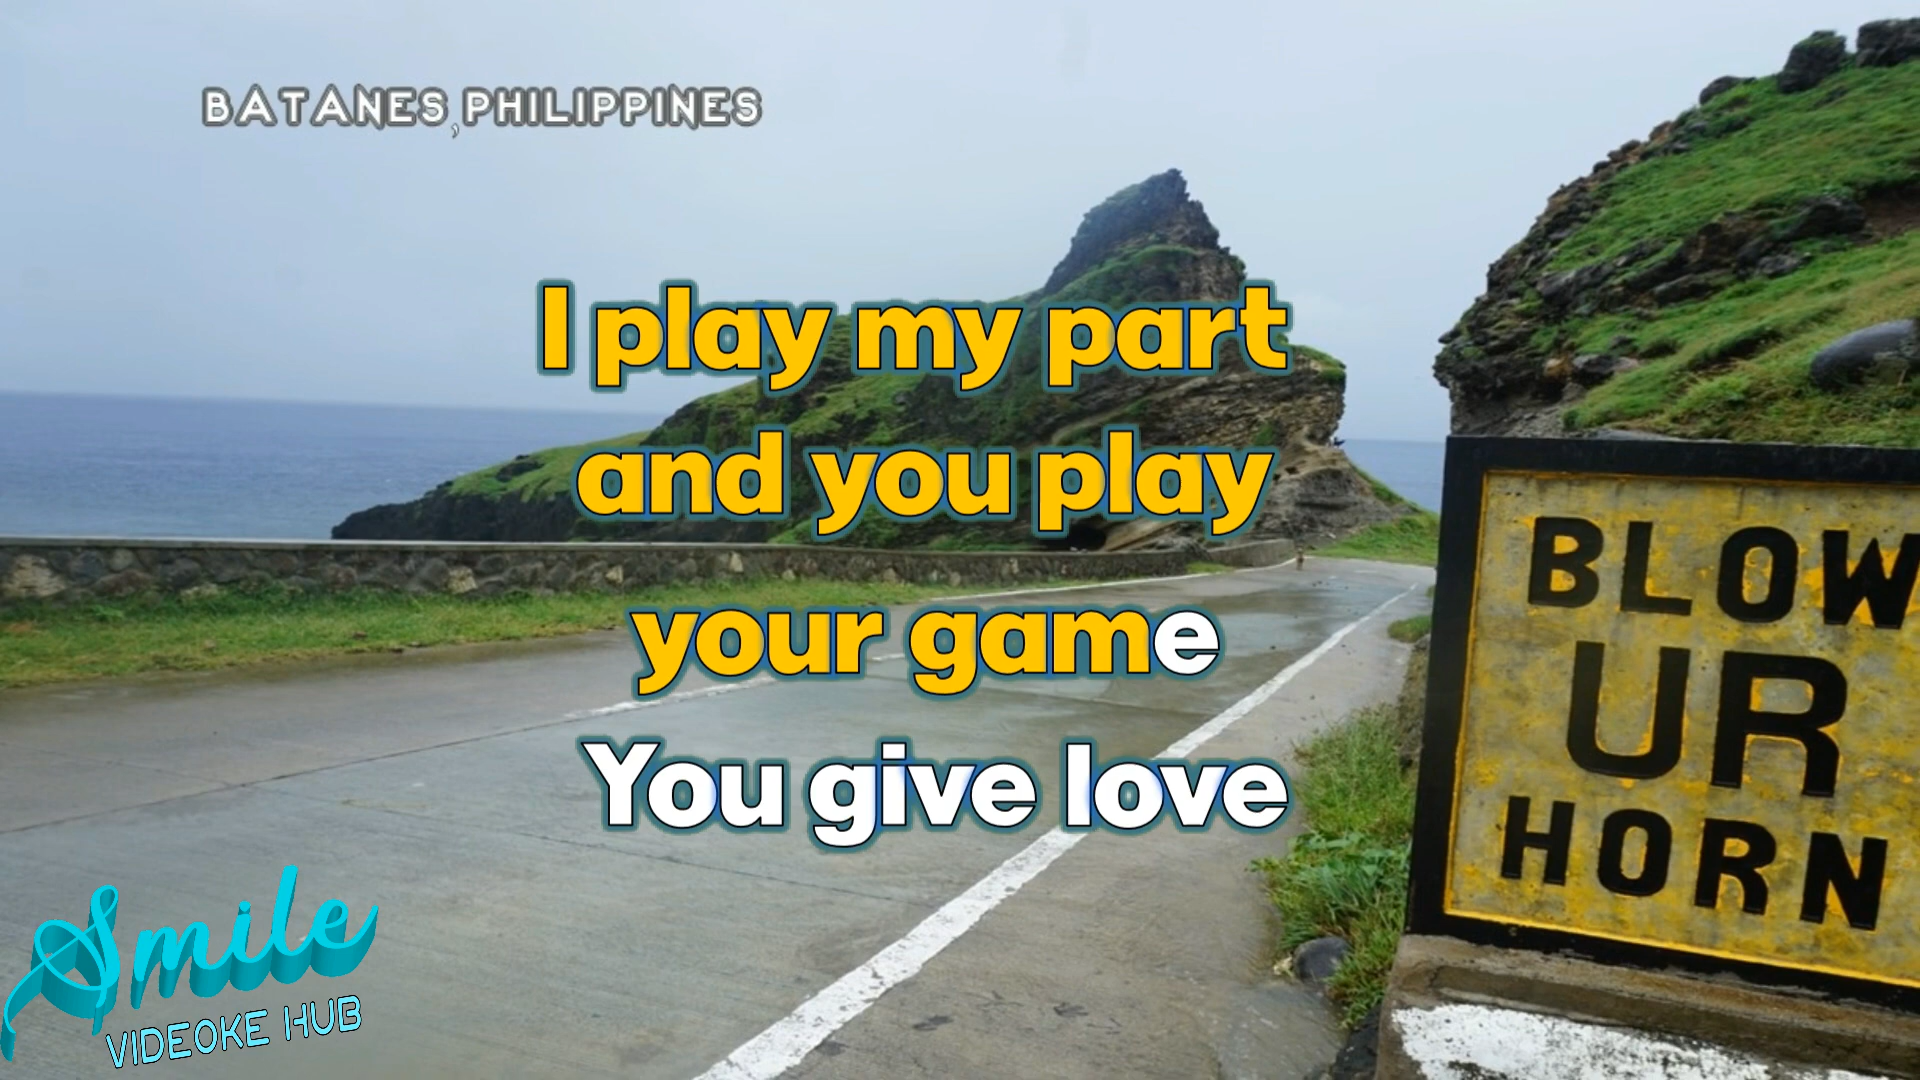 BATANES,PHILIPPINES
I play my part
and you play
your game
You give love
BLOW
UR
HORN
Smile
VIDEOKE HUB